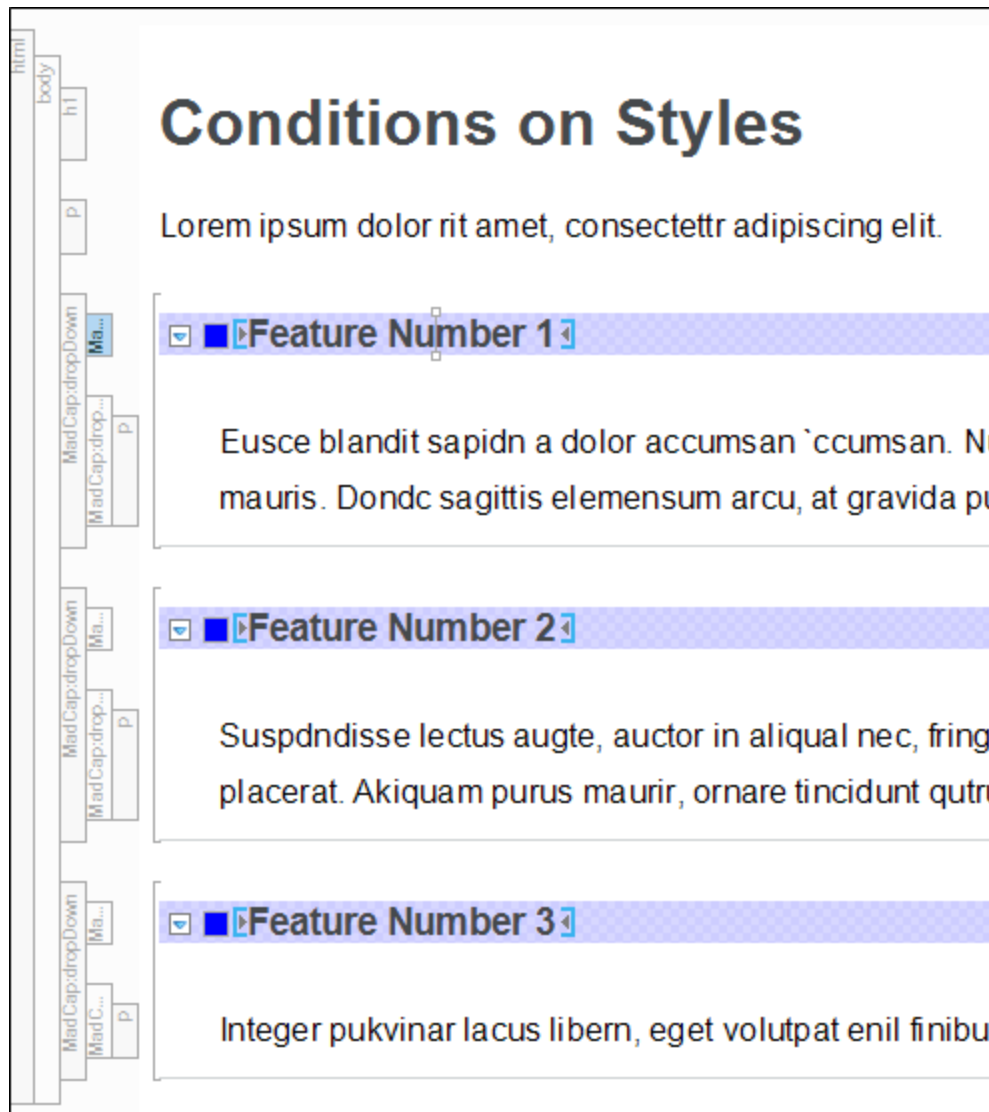 html
body
h1
Conditions on Styles
p
Lorem ipsum dolor rit amet, consectettr adipiscing elit.
MadCap:dropDown
Ma...
Feature Number 1
MadCap:drop...
p
Eusce blandit sapidn a dolor accumsan `ccumsan. Nu
mauris. Dondc sagittis elemensum arcu, at gravida pu
MadCap:dropDown
Ma...
Feature Number 2
MadCap:drop...
p
Suspdndisse lectus augte, auctor in aliqual nec, fring
placerat. Akiquam purus maurir, ornare tincidunt qutru
MadCap:dropDown
Ma...
Feature Number 3
MadC...
p
Integer pukvinar lacus libern, eget volutpat enil finibu